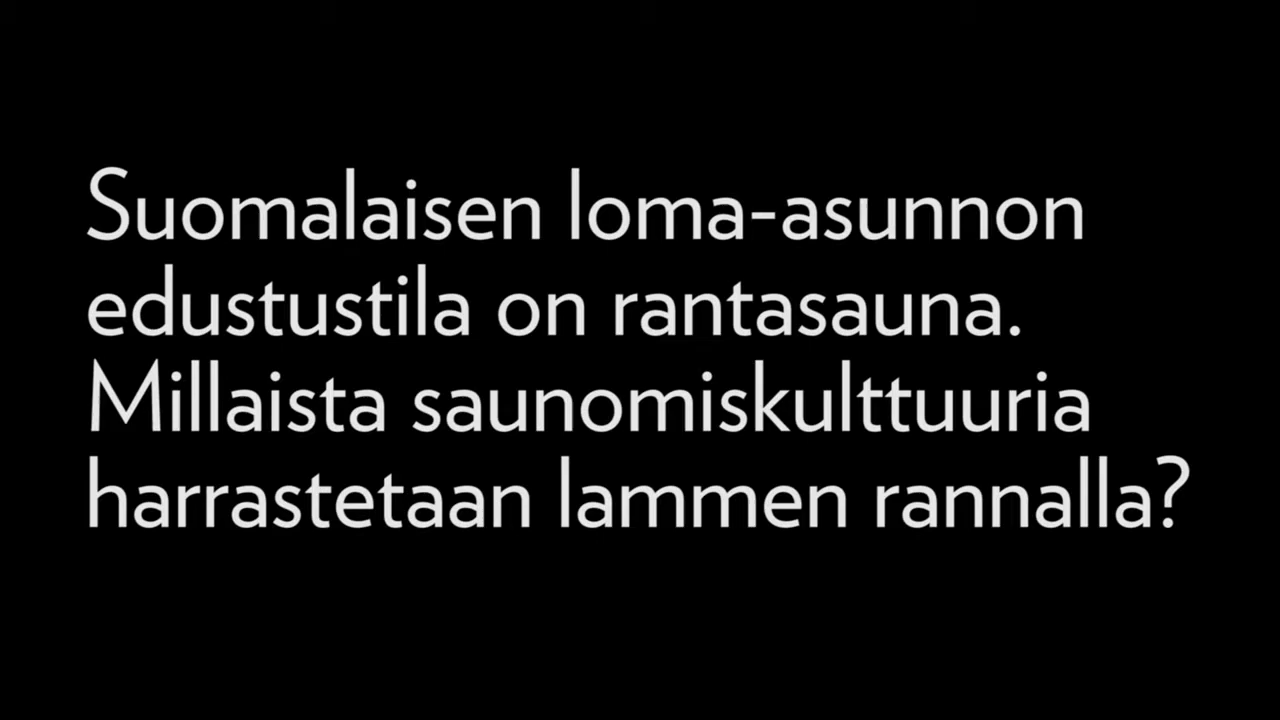 Suomalaisen loma-asunnon
edustustila on rantasauna.
Millaista saunomiskulttuuria
harrastetaan lammen rannalla?